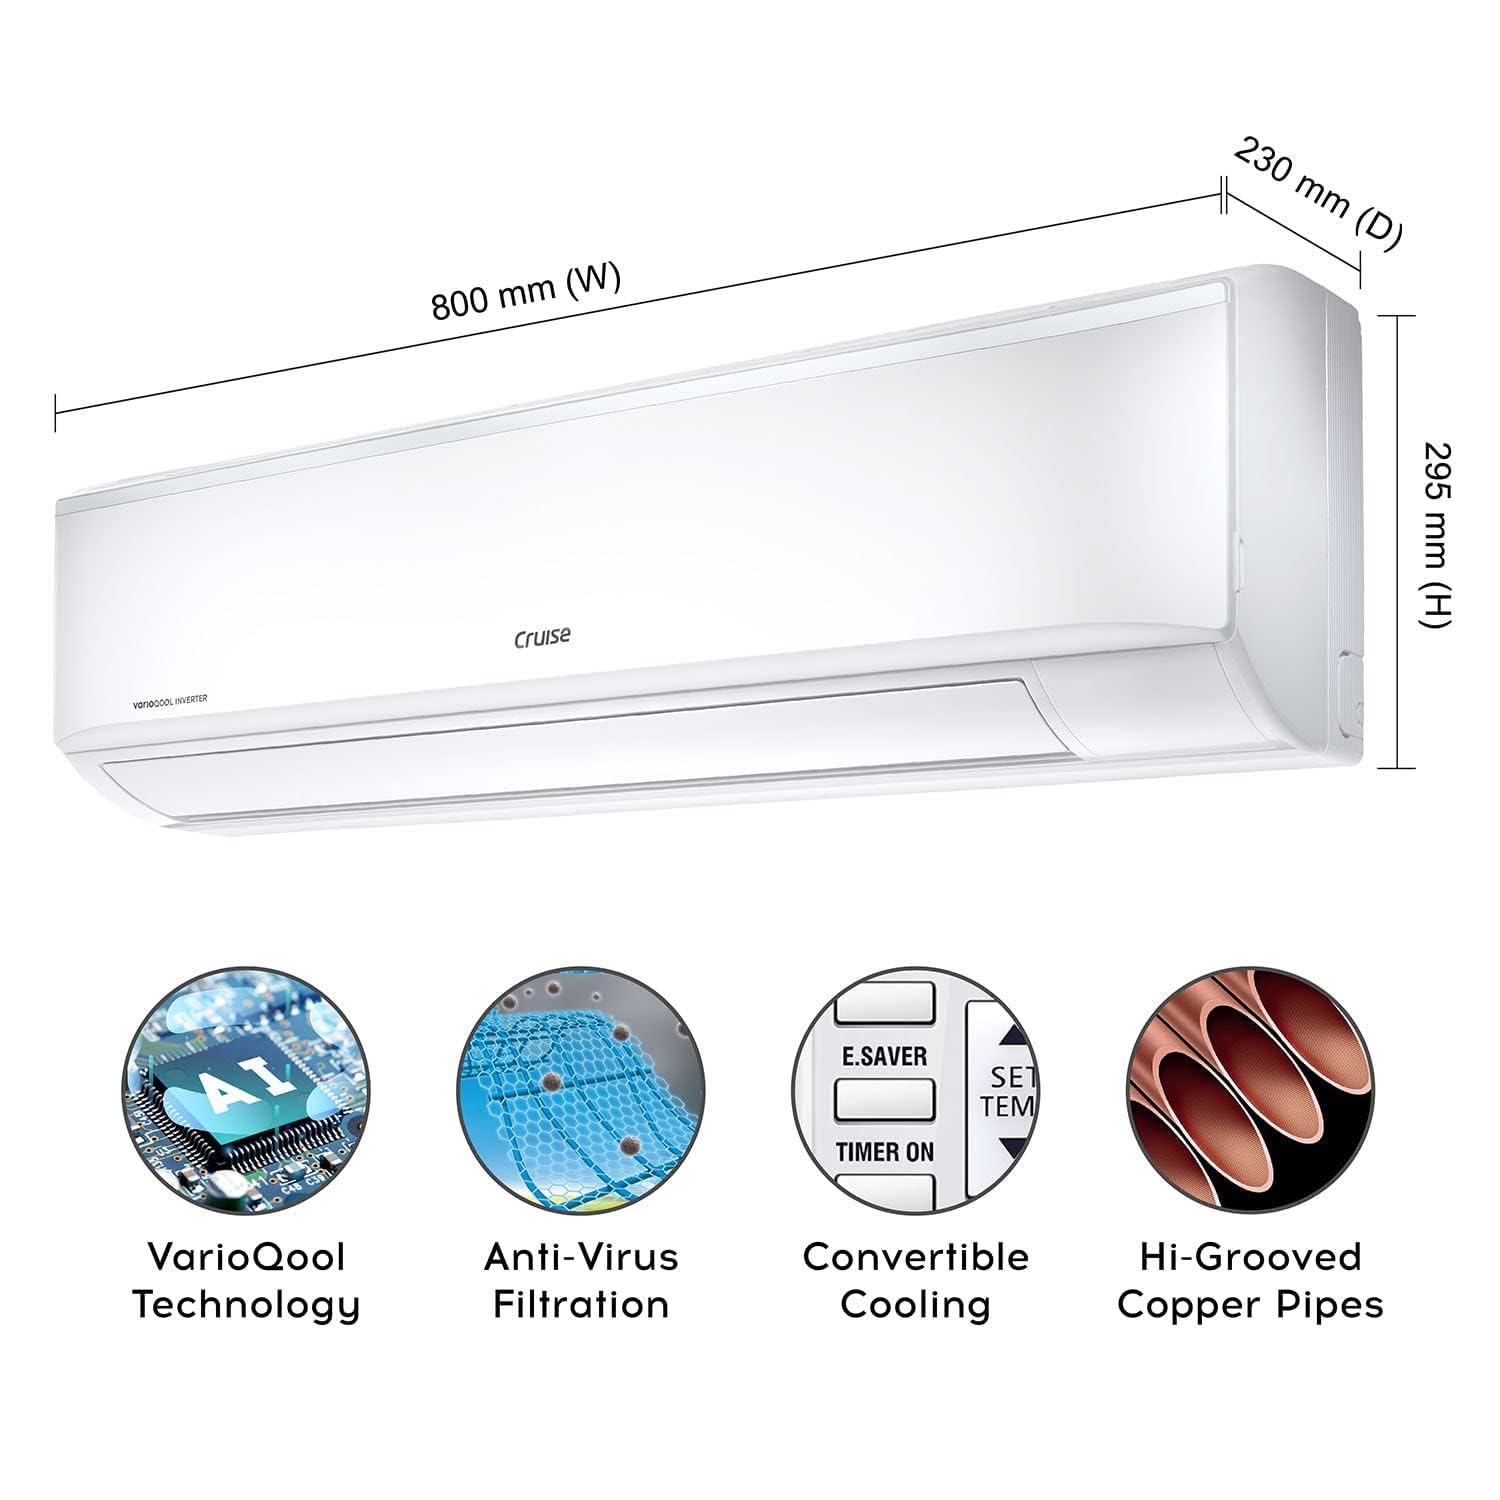 230 mm (D)
800 mm (W)
295 mm (H)
Cruise
VarioQOOL INVERTER
AI
E.SAVER
SET
TEM
TIMER ON
C48
VarioQool
Technology
Anti-Virus
Filtration
Convertible
Cooling
Hi-Grooved
Copper Pipes